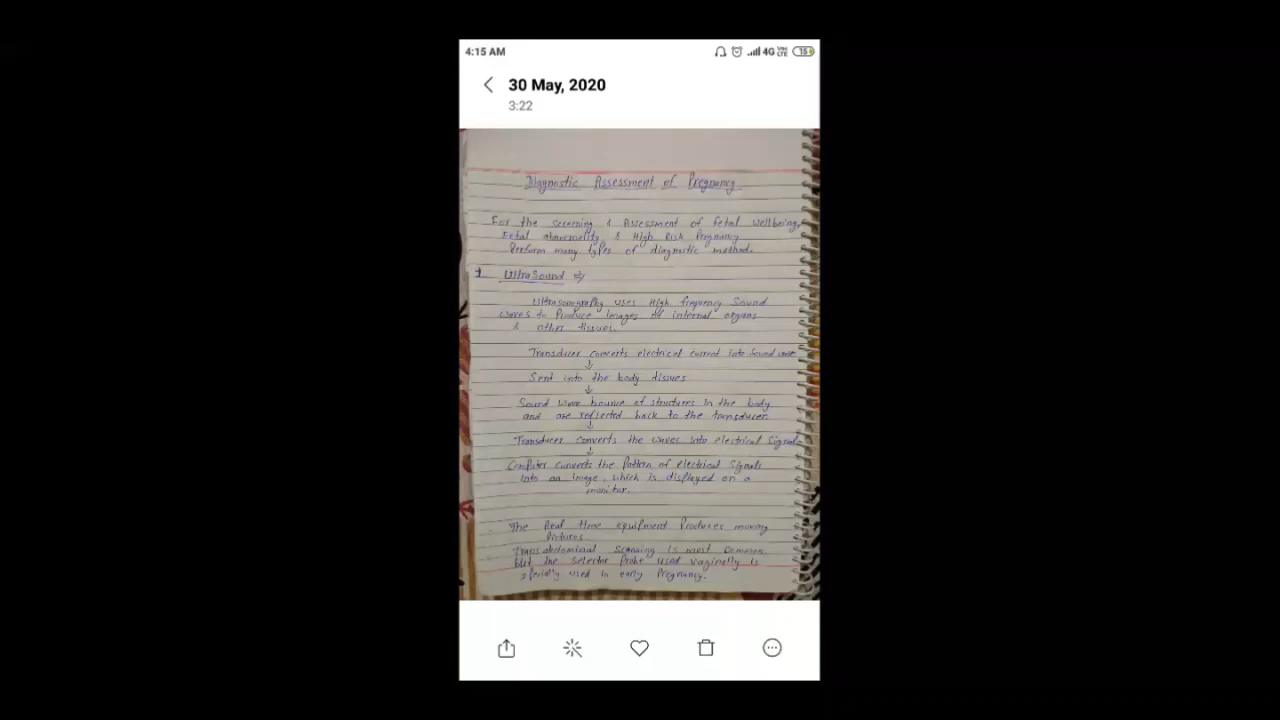 4:15 AM
4G VoLTE 15
30 May, 2020
3:22
Diagnostic Assessment of Pregnancy
For the screening & Assessment of fetal wellbeing,
Fetal abnormality & High Risk Pregnancy
Perform many types of diagnostic method.
1 UltraSound ⇒
Ultrasonography uses High frequency Sound
waves to Produce images of internal organs
& other tissues.
Transducer converts electrical current into Sound wave
↓
Sent into the body tissues
↓
Sound wave bounce of structures in the body
and are reflected back to the transducer.
↓
Transducer converts the waves into electrical Signals
↓
Computer converts the Pattern of electrical Signals
into an image, which is displayed on a
monitor.
The Real time equipment Produces moving
Pictures.
Transabdominal Scanning is most common
but the selector Probe used vaginally is
used in early Pregnancy.